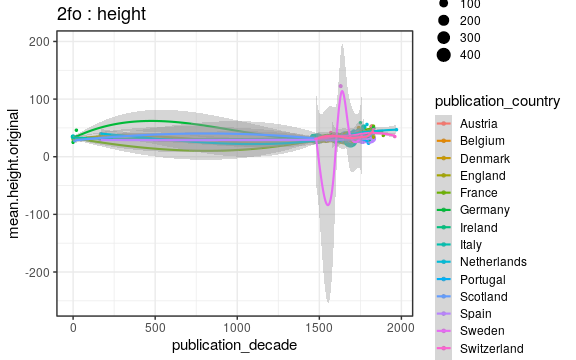 2fo : height
100
200
300
400
publication_country
Austria
Belgium
Denmark
England
France
Germany
Ireland
Italy
Netherlands
Portugal
Scotland
Spain
Sweden
Switzerland
mean.height.original
200
100
0
-100
-200
0
500
1000
1500
2000
publication_decade